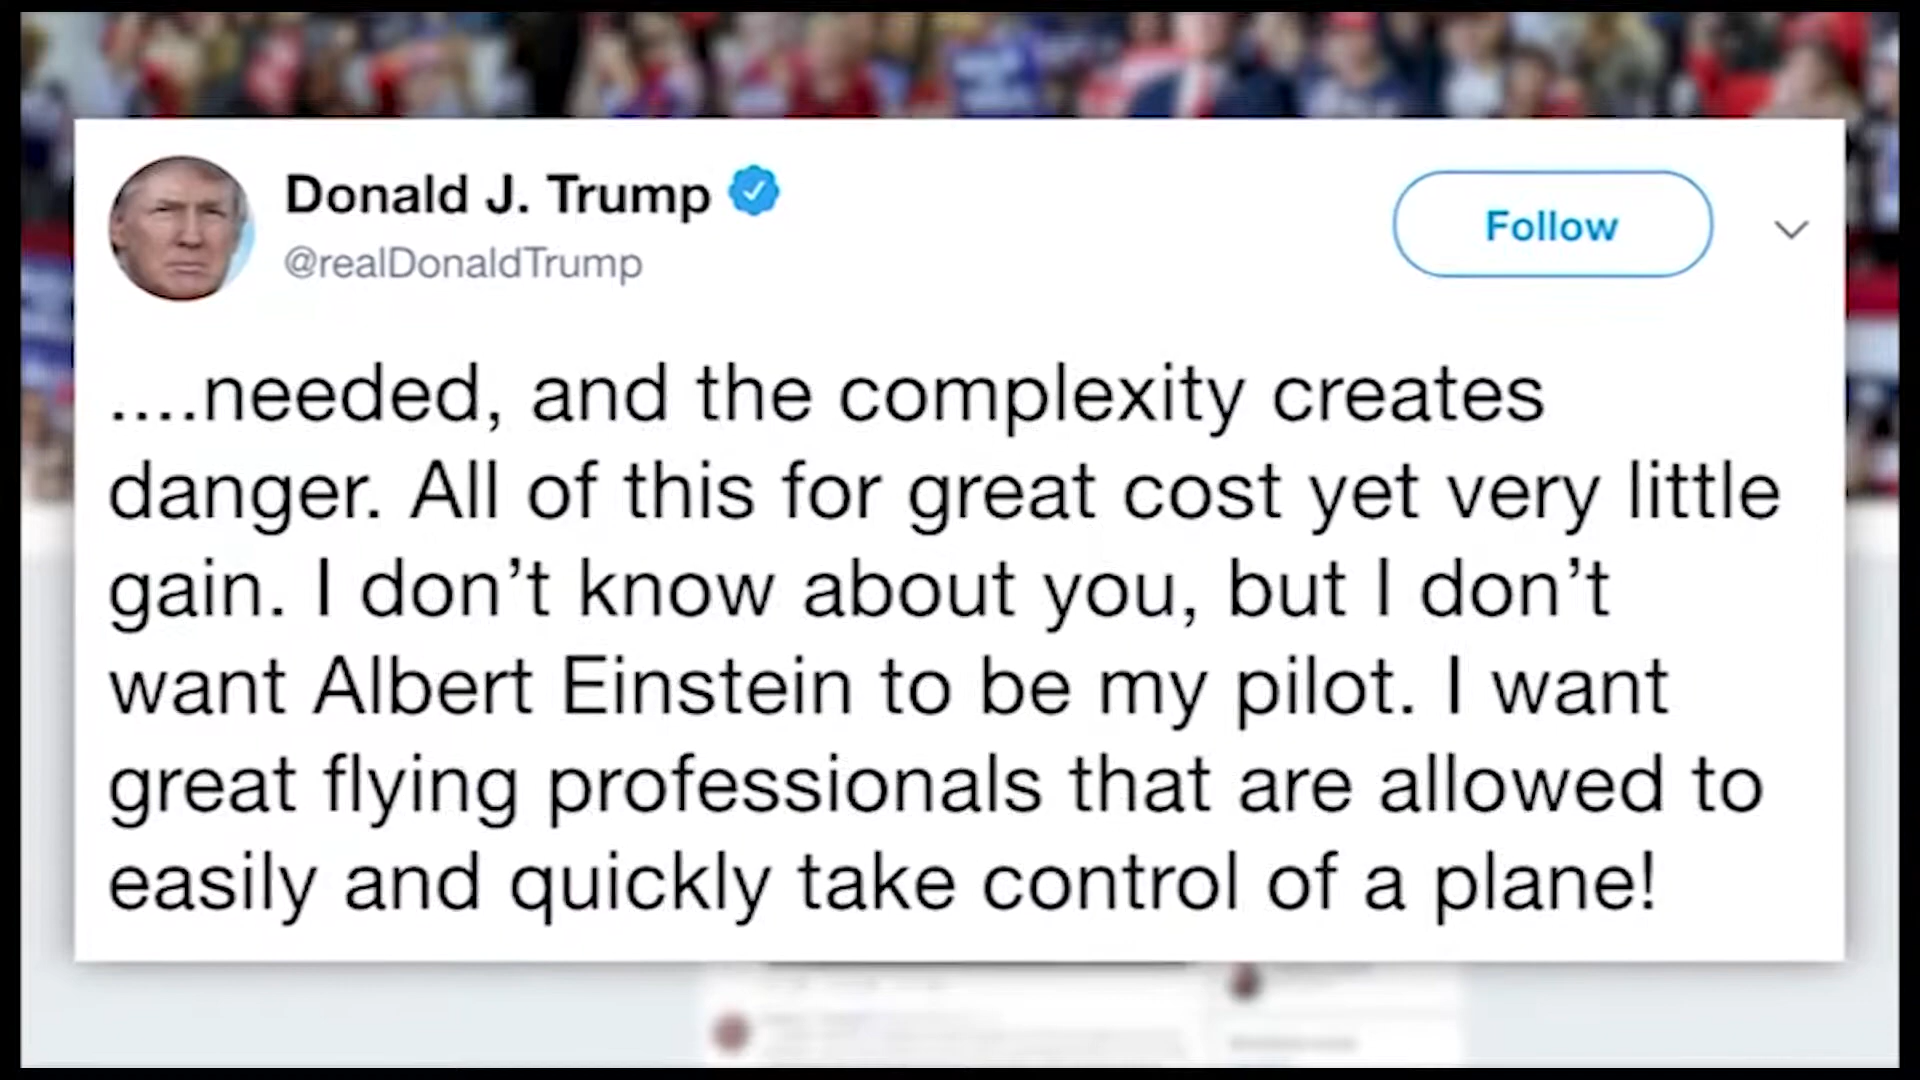 Donald J. Trump
@realDonaldTrump
Follow
....needed, and the complexity creates
danger. All of this for great cost yet very little
gain. I don’t know about you, but I don’t
want Albert Einstein to be my pilot. I want
great flying professionals that are allowed to
easily and quickly take control of a plane!